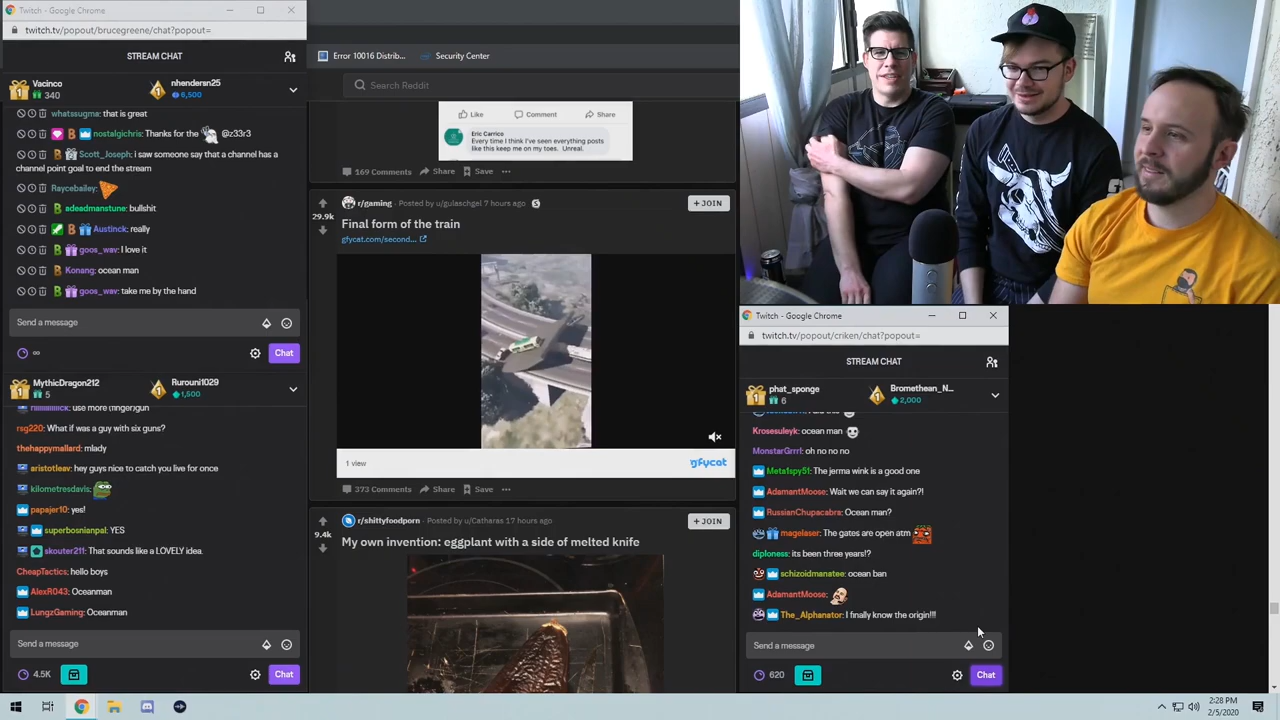 Twitch - Google Chrome
twitch.tv/popout/brucegreene/chat?popout=
STREAM CHAT
Vacinco
340
nhersderen25
6,500
whatssugma: that is great
nostalgichris: Thanks for the @z33r3
Scott_Joseph: i saw someone say that a channel has a
channel point goal to end the stream
Raycebailey:
adeadmanstune: bullshit
Austinck: really
goos_wav: I love it
Konang: ocean man
goos_wav: take me by the hand
Send a message
∞
Chat
MythicDragon212
5
Rurouni1029
1,500
use more (finger)gun
rsg220: What if was a guy with six guns?
thehappymallard: mlady
aristotleav: hey guys nice to catch you live for once
kilometresdavis:
papajer10: yes!
superbosnianpal: YES
skouter211: That sounds like a LOVELY idea.
CheapTactics: hello boys
AlexR043: Oceanman
LungzGaming: Oceanman
Send a message
4.5K
Chat
Error 10016 Distrib...
Security Center
Search Reddit
Like Comment Share
Eric Carrico
Every time I think I've seen everything posts
like this keep me on my toes. Unreal.
169 Comments Share Save
29.9k
r/gaming Posted by u/gulaschgel 7 hours ago
+ JOIN
Final form of the train
gfycat.com/second...
1 view
gfycat
373 Comments Share Save
9.4k
r/shittyfoodporn Posted by u/Catharas 17 hours ago
+ JOIN
My own invention: eggplant with a side of melted knife
Twitch - Google Chrome
twitch.tv/popout/criken/chat?popout=
STREAM CHAT
phat_sponge
6
Bromethean_N...
2,000
Krosesuleyk: ocean man
MonstarGrrrl: oh no no no
Meta1spy51: The jerma wink is a good one
AdamantMoose: Wait we can say it again?!
RussianChupacabra: Ocean man?
magelaser: The gates are open atm
diploness: its been three years!?
schizoidmanatee: ocean ban
AdamantMoose:
The_Alphanator: I finally know the origin!!!
Send a message
620
Chat
2:28 PM
2/5/2020